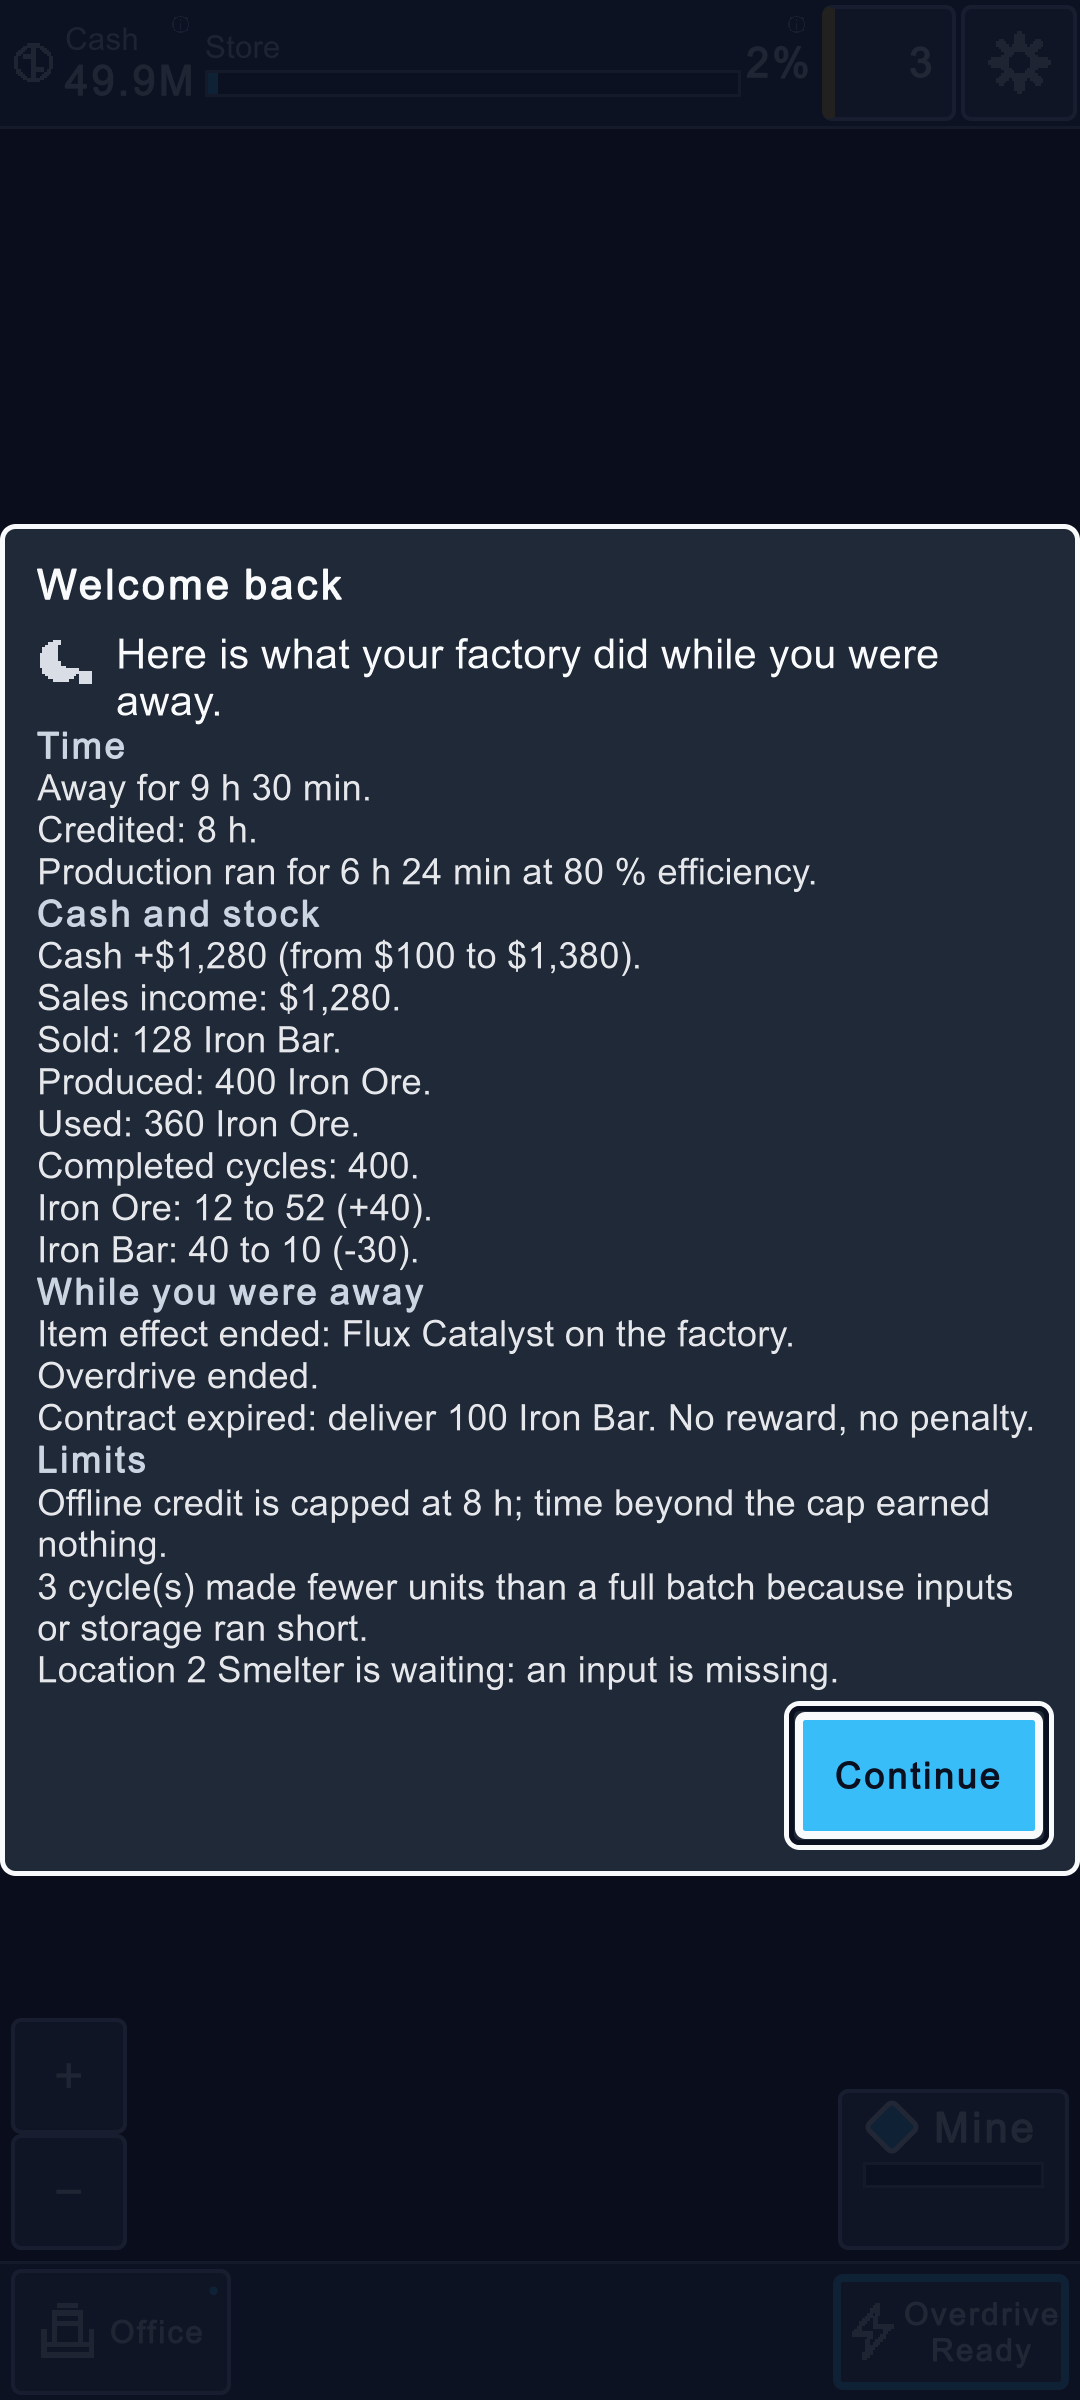 Cash
Store
49.9M
2%
3
Welcome back
Here is what your factory did while you were
away.
Time
Away for 9 h 30 min.
Credited: 8 h.
Production ran for 6 h 24 min at 80 % efficiency.
Cash and stock
Cash +$1,280 (from $100 to $1,380).
Sales income: $1,280.
Sold: 128 Iron Bar.
Produced: 400 Iron Ore.
Used: 360 Iron Ore.
Completed cycles: 400.
Iron Ore: 12 to 52 (+40).
Iron Bar: 40 to 10 (-30).
While you were away
Item effect ended: Flux Catalyst on the factory.
Overdrive ended.
Contract expired: deliver 100 Iron Bar. No reward, no penalty.
Limits
Offline credit is capped at 8 h; time beyond the cap earned
nothing.
3 cycle(s) made fewer units than a full batch because inputs
or storage ran short.
Location 2 Smelter is waiting: an input is missing.
Continue
+
Mine
−
Office
Overdrive
Ready